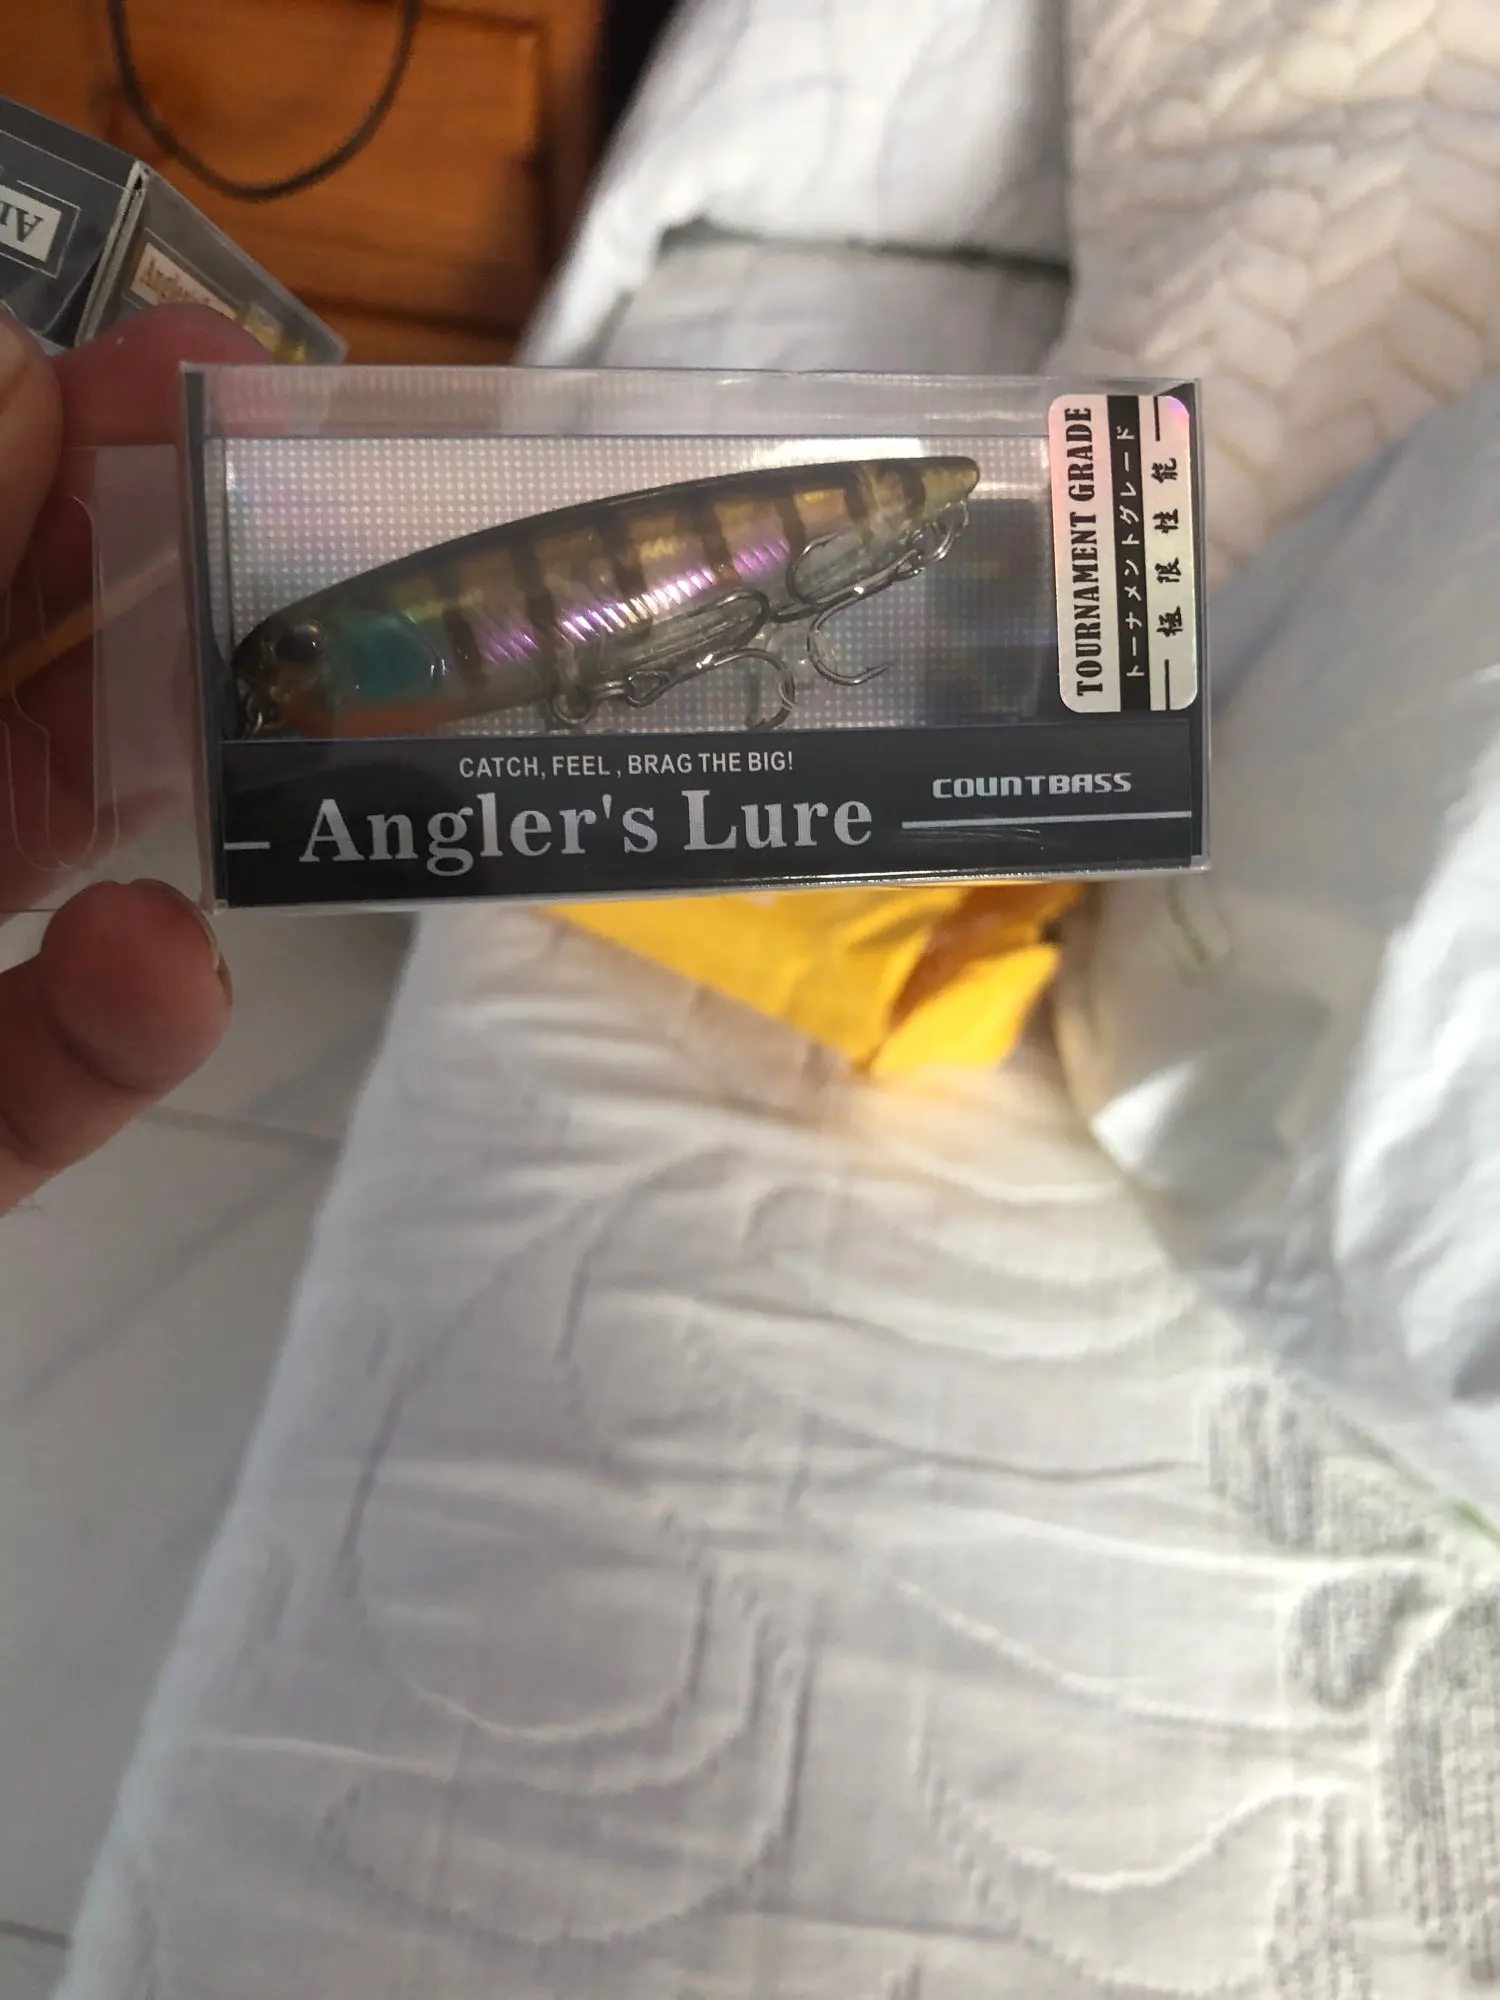 Angler's
TOURNAMENT GRADE
トーナメントグレード
極限性能
CATCH, FEEL, BRAG THE BIG!
Angler's Lure
COUNTBASS